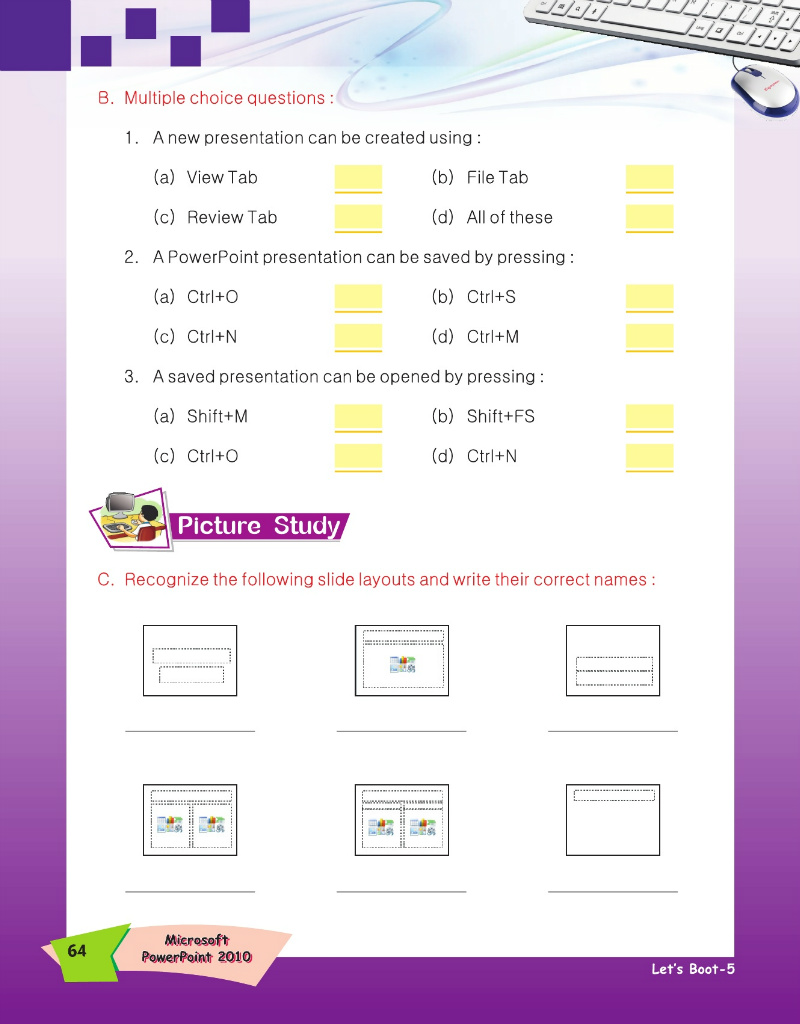 B. Multiple choice questions :
1. A new presentation can be created using :
(a) View Tab (b) File Tab
(c) Review Tab (d) All of these
2. A PowerPoint presentation can be saved by pressing :
(a) Ctrl+O (b) Ctrl+S
(c) Ctrl+N (d) Ctrl+M
3. A saved presentation can be opened by pressing :
(a) Shift+M (b) Shift+FS
(c) Ctrl+O (d) Ctrl+N
Picture Study
C. Recognize the following slide layouts and write their correct names :
64
Microsoft
PowerPoint 2010
Let's Boot-5